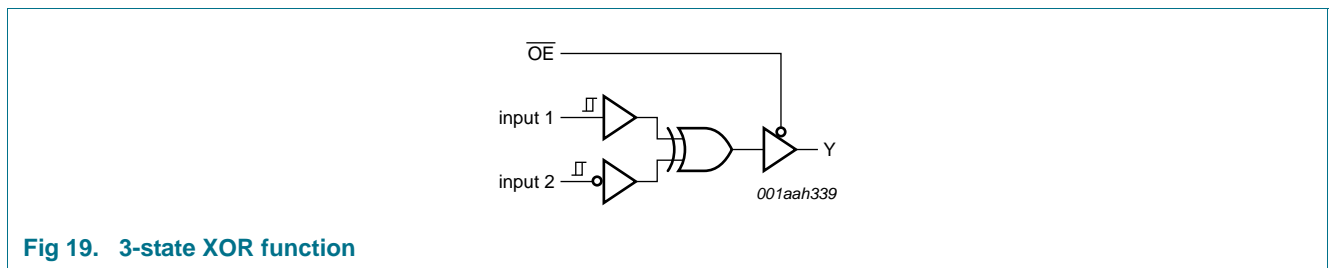 OE
input 1
input 2
Y
001aah339
Fig 19. 3-state XOR function